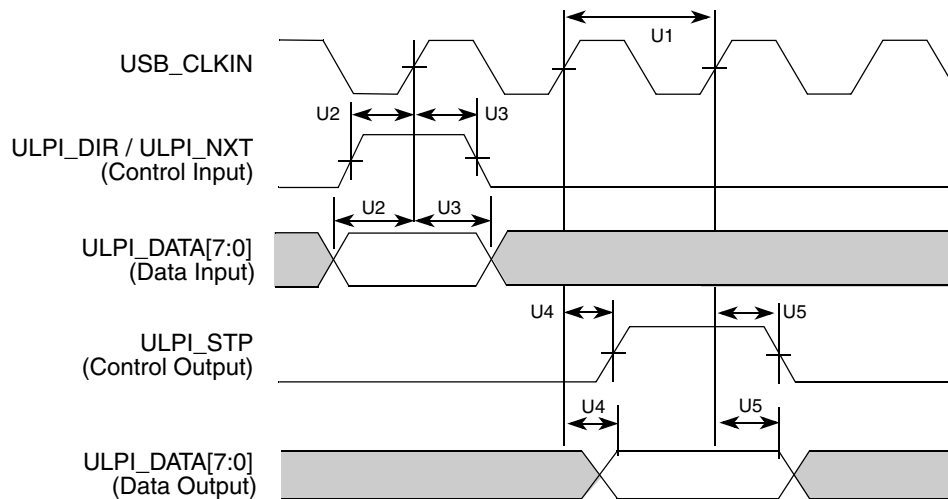 U1
USB_CLKIN
U2
U3
ULPI_DIR / ULPI_NXT
(Control Input)
U2
U3
ULPI_DATA[7:0]
(Data Input)
U4
U5
ULPI_STP
(Control Output)
U4
U5
ULPI_DATA[7:0]
(Data Output)